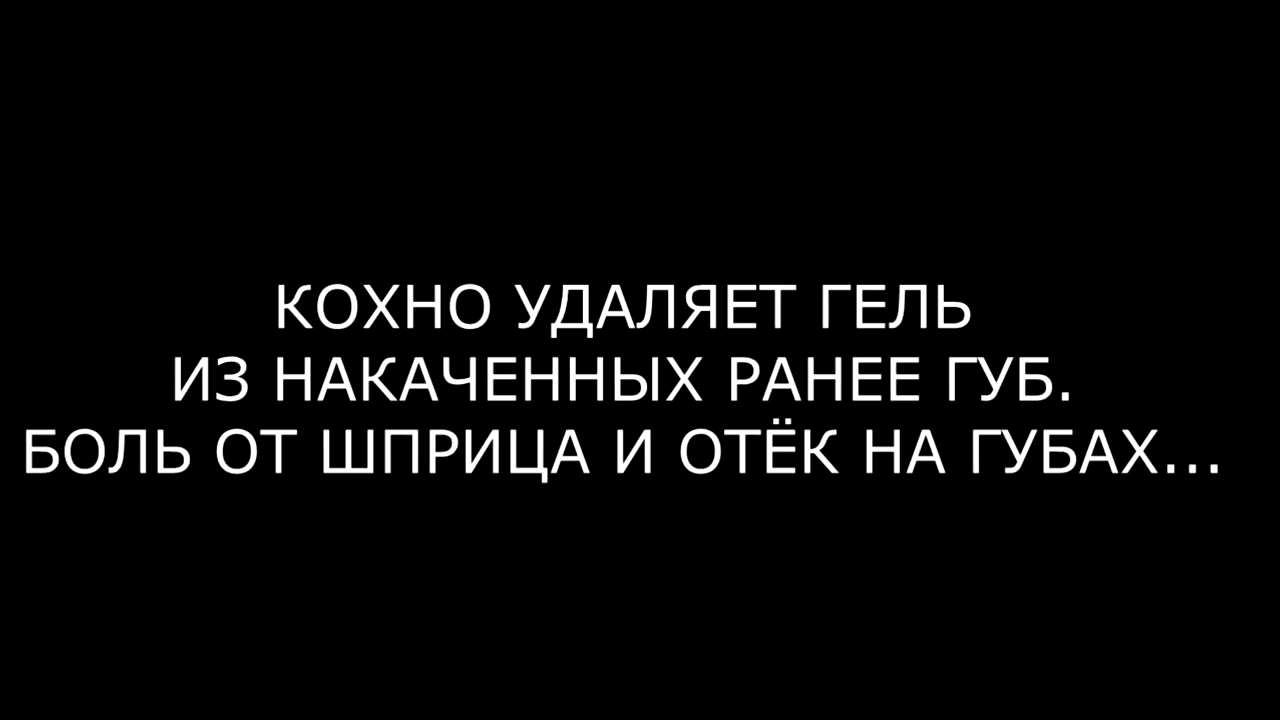 КОХНО УДАЛЯЕТ ГЕЛЬ
ИЗ НАКАЧЕННЫХ РАНЕЕ ГУБ.
БОЛЬ ОТ ШПРИЦА И ОТЁК НА ГУБАХ...